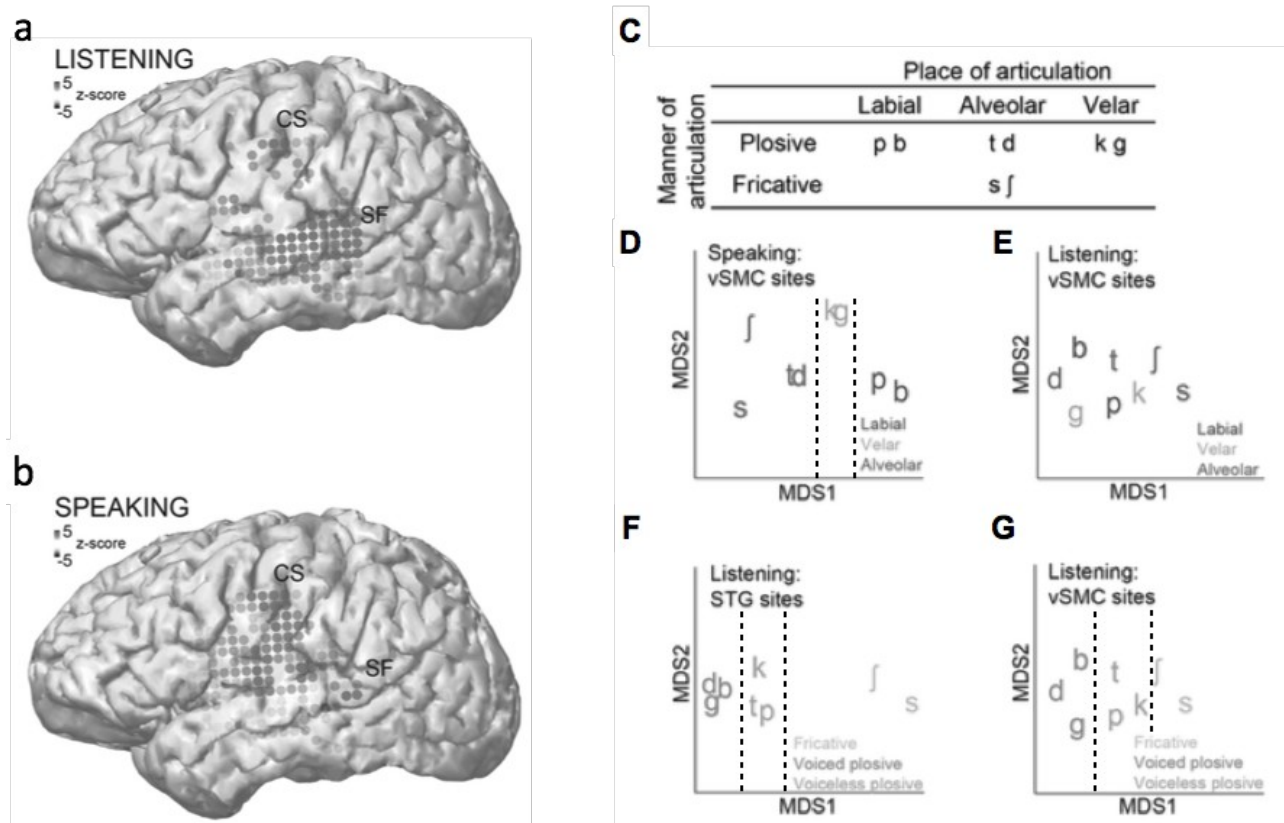 a
LISTENING
5
-5
z-score
CS
SF
b
SPEAKING
5
-5
z-score
CS
SF
C
Place of articulation
Manner of
articulation
Labial Alveolar Velar
Plosive p b t d k g
Fricative s ʃ
D
Speaking:
vSMC sites
MDS2
ʃ
kg
td
p
b
s
Labial
Velar
Alveolar
MDS1
E
Listening:
vSMC sites
MDS2
b
t
ʃ
d
k
s
g
p
Labial
Velar
Alveolar
MDS1
F
Listening:
STG sites
MDS2
k
ʃ
d
b
g
t
p
s
Fricative
Voiced plosive
Voiceless plosive
MDS1
G
Listening:
vSMC sites
MDS2
b
t
ʃ
d
k
s
g
p
Fricative
Voiced plosive
Voiceless plosive
MDS1